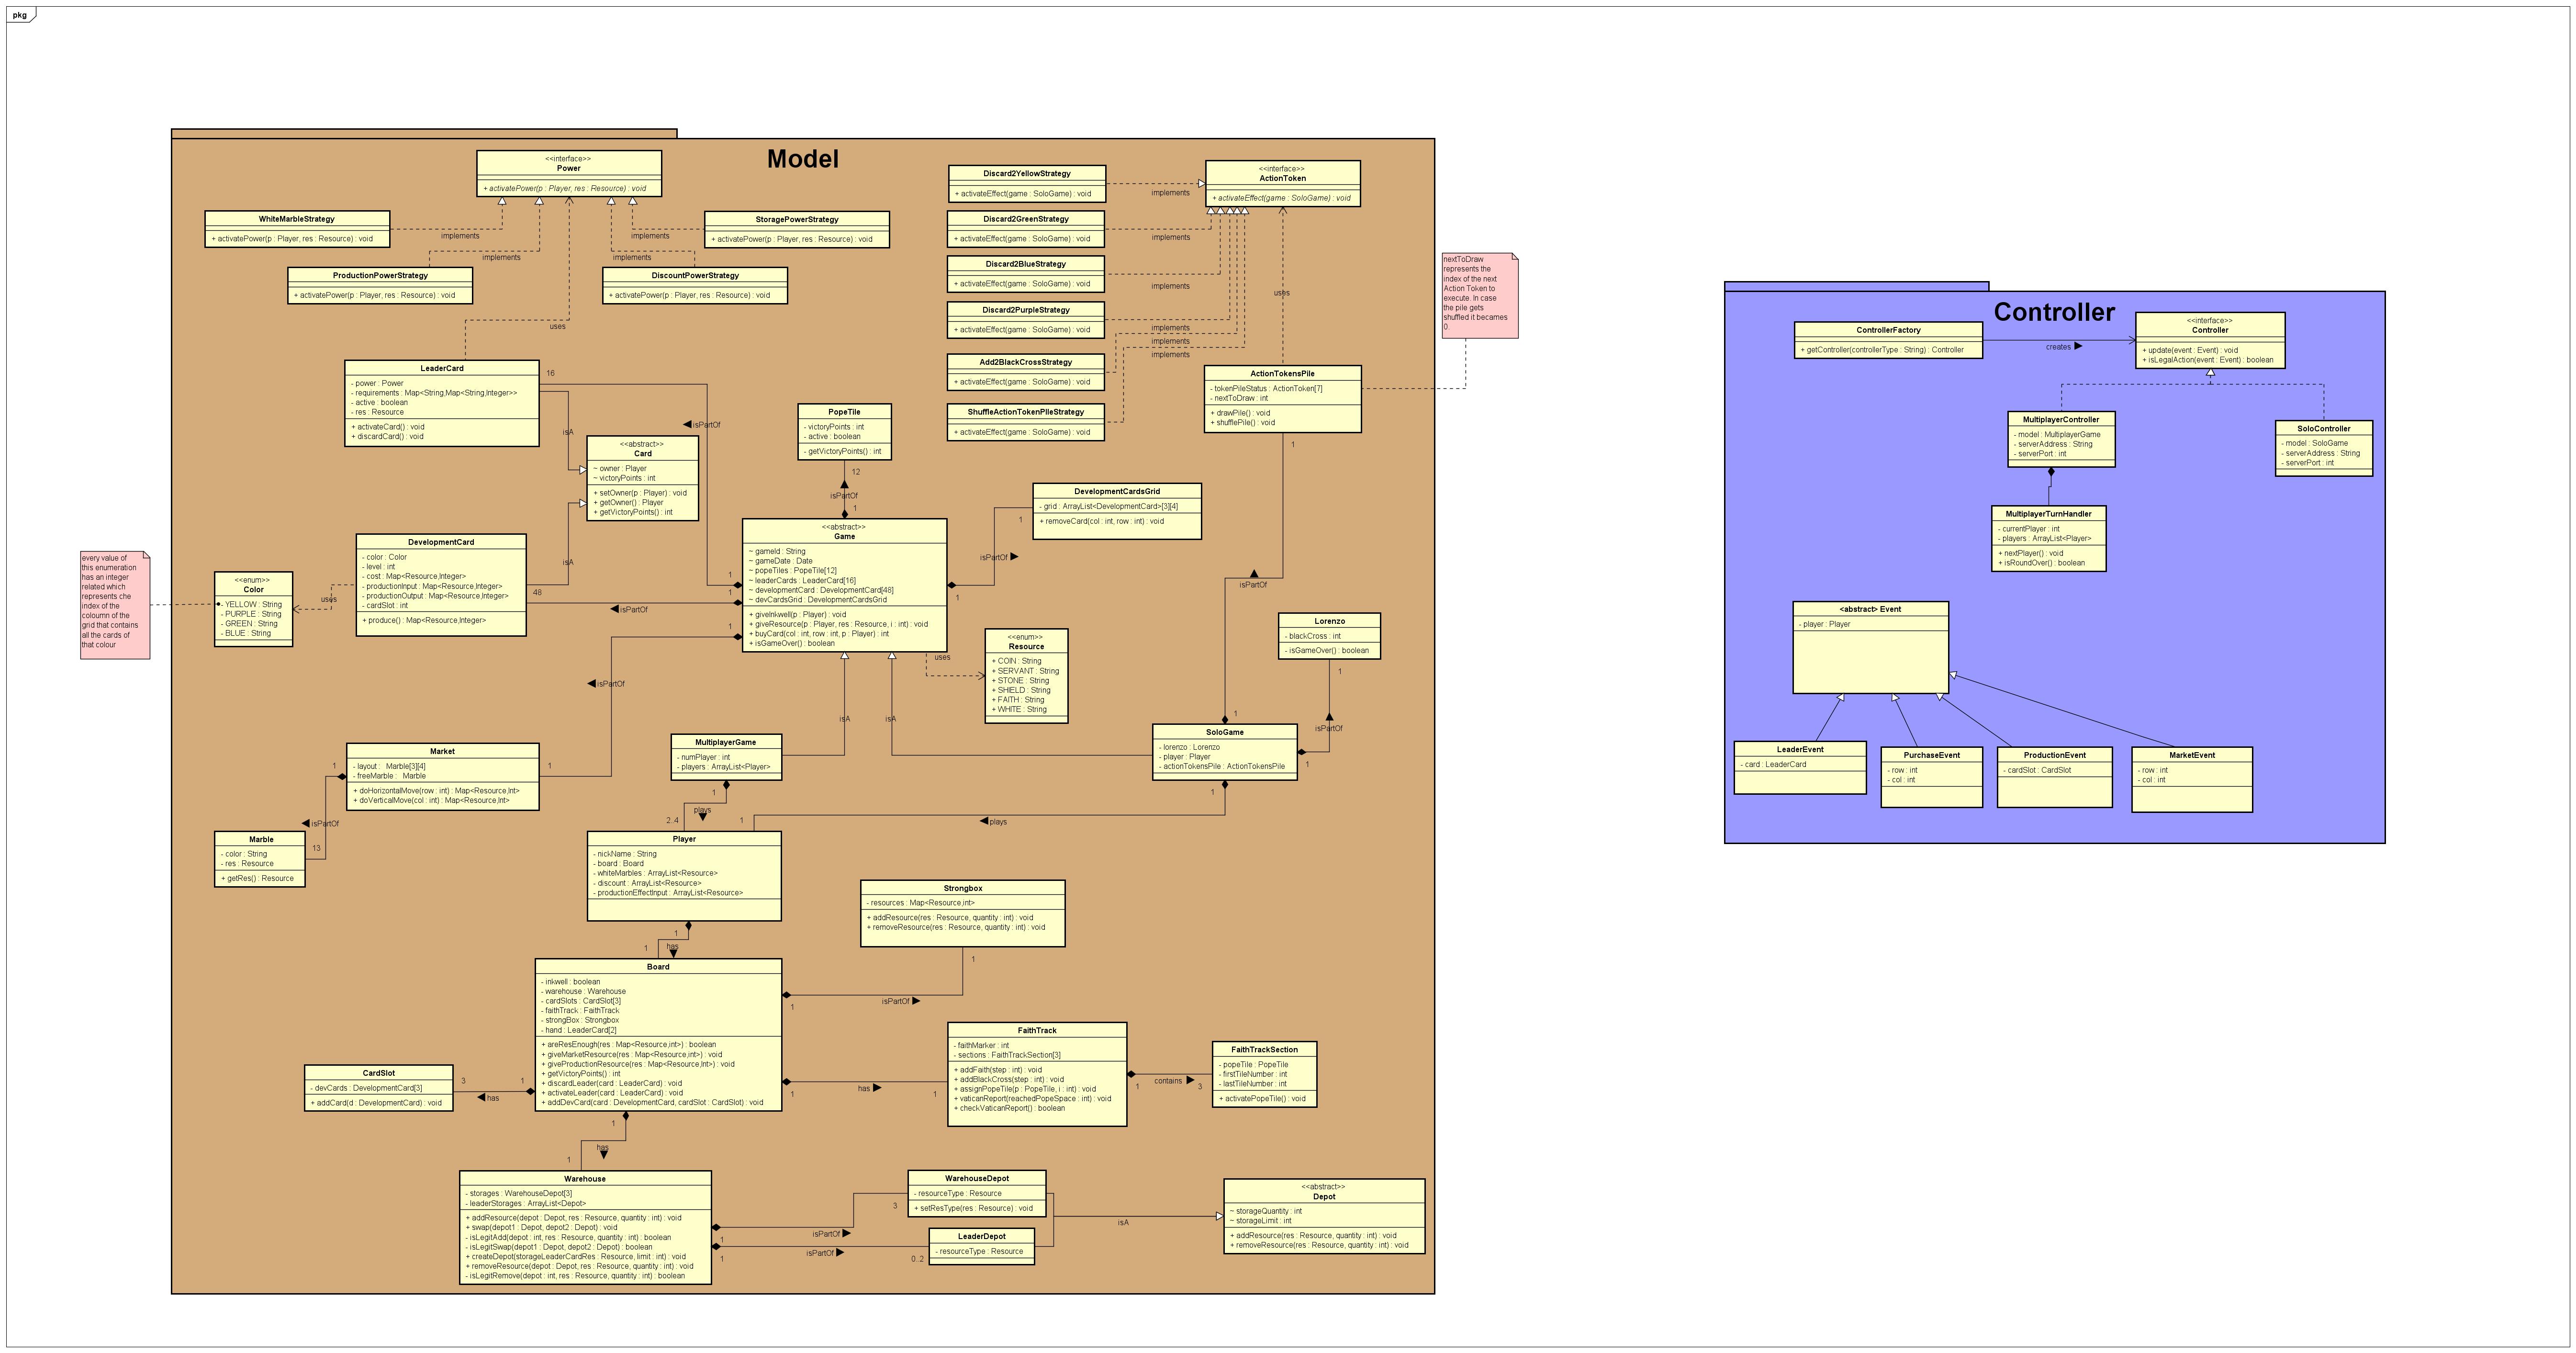 pkg
Model
<<interface>>
Power
+ activatePower(p : Player, res : Resource) : void
WhiteMarbleStrategy
+ activatePower(p : Player, res : Resource) : void
implements
StoragePowerStrategy
+ activatePower(p : Player, res : Resource) : void
implements
ProductionPowerStrategy
+ activatePower(p : Player, res : Resource) : void
implements
DiscountPowerStrategy
+ activatePower(p : Player, res : Resource) : void
implements
uses
<<interface>>
ActionToken
+ activateEffect(game : SoloGame) : void
Discard2YellowStrategy
+ activateEffect(game : SoloGame) : void
implements
Discard2GreenStrategy
+ activateEffect(game : SoloGame) : void
implements
Discard2BlueStrategy
+ activateEffect(game : SoloGame) : void
implements
Discard2PurpleStrategy
+ activateEffect(game : SoloGame) : void
implements
implements
implements
Add2BlackCrossStrategy
+ activateEffect(game : SoloGame) : void
ShuffleActionTokenPIleStrategy
+ activateEffect(game : SoloGame) : void
uses
nextToDraw
represents the
index of the next
Action Token to
execute. In case
the pile gets
shuffled it becames
0.
ActionTokensPile
- tokenPileStatus : ActionToken[7]
- nextToDraw : int
+ drawPile() : void
+ shufflePile() : void
1
LeaderCard
- power : Power
- requirements : Map<String,Map<String,Integer>>
- active : boolean
- res : Resource
+ activateCard() : void
+ discardCard() : void
16
isPartOf
isA
<<abstract>>
Card
~ owner : Player
~ victoryPoints : int
+ setOwner(p : Player) : void
+ getOwner() : Player
+ getVictoryPoints() : int
isA
PopeTile
- victoryPoints : int
- active : boolean
- getVictoryPoints() : int
12
isPartOf
1
DevelopmentCardsGrid
- grid : ArrayList<DevelopmentCard>[3][4]
+ removeCard(col : int, row : int) : void
1
isPartOf
1
<<abstract>>
Game
~ gameId : String
~ gameDate : Date
~ popeTiles : PopeTile[12]
~ leaderCards : LeaderCard[16]
~ developmentCard : DevelopmentCard[48]
~ devCardsGrid : DevelopmentCardsGrid
+ giveInkwell(p : Player) : void
+ giveResource(p : Player, res : Resource, i : int) : void
+ buyCard(col : int, row : int, p : Player) : int
+ isGameOver() : boolean
1
1
1
DevelopmentCard
- color : Color
- level : int
- cost : Map<Resource,Integer>
- productionInput : Map<Resource,Integer>
- productionOutput : Map<Resource,Integer>
- cardSlot : int
+ produce() : Map<Resource,Integer>
48
isPartOf
uses
<<enum>>
Color
- YELLOW : String
- PURPLE : String
- GREEN : String
- BLUE : String
every value of
this enumeration
has an integer
related which
represents che
index of the
coloumn of the
grid that contains
all the cards of
that colour
isPartOf
uses
<<enum>>
Resource
+ COIN : String
+ SERVANT : String
+ STONE : String
+ SHIELD : String
+ FAITH : String
+ WHITE : String
isPartOf
Lorenzo
- blackCross : int
- isGameOver() : boolean
1
isPartOf
1
isA
isA
1
SoloGame
- lorenzo : Lorenzo
- player : Player
- actionTokensPile : ActionTokensPile
1
MultiplayerGame
- numPlayer : int
- players : ArrayList<Player>
1
plays
2..4
1
plays
Market
- layout : Marble[3][4]
- freeMarble : Marble
+ doHorizontalMove(row : int) : Map<Resource,Int>
+ doVerticalMove(col : int) : Map<Resource,Int>
1
1
isPartOf
13
Marble
- color : String
- res : Resource
+ getRes() : Resource
Player
- nickName : String
- board : Board
- whiteMarbles : ArrayList<Resource>
- discount : ArrayList<Resource>
- productionEffectInput : ArrayList<Resource>
1
has
1
Strongbox
- resources : Map<Resource,int>
+ addResource(res : Resource, quantity : int) : void
+ removeResource(res : Resource, quantity : int) : void
1
isPartOf
1
Board
- inkwell : boolean
- warehouse : Warehouse
- cardSlots : CardSlot[3]
- faithTrack : FaithTrack
- strongBox : Strongbox
- hand : LeaderCard[2]
+ areResEnough(res : Map<Resource,int>) : boolean
+ giveMarketResource(res : Map<Resource,int>) : void
+ giveProductionResource(res : Map<Resource,Int>) : void
+ getVictoryPoints() : int
+ discardLeader(card : LeaderCard) : void
+ activateLeader(card : LeaderCard) : void
+ addDevCard(card : DevelopmentCard, cardSlot : CardSlot) : void
CardSlot
- devCards : DevelopmentCard[3]
+ addCard(d : DevelopmentCard) : void
3
1
has
1
has
1
FaithTrack
- faithMarker : int
- sections : FaithTrackSection[3]
+ addFaith(step : int) : void
+ addBlackCross(step : int) : void
+ assignPopeTile(p : PopeTile, i : int) : void
+ vaticanReport(reachedPopeSpace : int) : void
+ checkVaticanReport() : boolean
1
contains
3
FaithTrackSection
- popeTile : PopeTile
- firstTileNumber : int
- lastTileNumber : int
+ activatePopeTile() : void
1
has
1
Warehouse
- storages : WarehouseDepot[3]
- leaderStorages : ArrayList<Depot>
+ addResource(depot : Depot, res : Resource, quantity : int) : void
+ swap(depot1 : Depot, depot2 : Depot) : void
- isLegitAdd(depot : int, res : Resource, quantity : int) : boolean
- isLegitSwap(depot1 : Depot, depot2 : Depot) : boolean
+ createDepot(storageLeaderCardRes : Resource, limit : int) : void
+ removeResource(depot : Depot, res : Resource, quantity : int) : void
- isLegitRemove(depot : int, res : Resource, quantity : int) : boolean
1
isPartOf
3
1
isPartOf
0..2
WarehouseDepot
- resourceType : Resource
+ setResType(res : Resource) : void
LeaderDepot
- resourceType : Resource
isA
<<abstract>>
Depot
~ storageQuantity : int
~ storageLimit : int
+ addResource(res : Resource, quantity : int) : void
+ removeResource(res : Resource, quantity : int) : void
Controller
ControllerFactory
+ getController(controllerType : String) : Controller
creates
<<interface>>
Controller
+ update(event : Event) : void
+ isLegalAction(event : Event) : boolean
MultiplayerController
- model : MultiplayerGame
- serverAddress : String
- serverPort : int
SoloController
- model : SoloGame
- serverAddress : String
- serverPort : int
MultiplayerTurnHandler
- currentPlayer : int
- players : ArrayList<Player>
+ nextPlayer() : void
+ isRoundOver() : boolean
<abstract> Event
- player : Player
LeaderEvent
- card : LeaderCard
PurchaseEvent
- row : int
- col : int
ProductionEvent
- cardSlot : CardSlot
MarketEvent
- row : int
- col : int